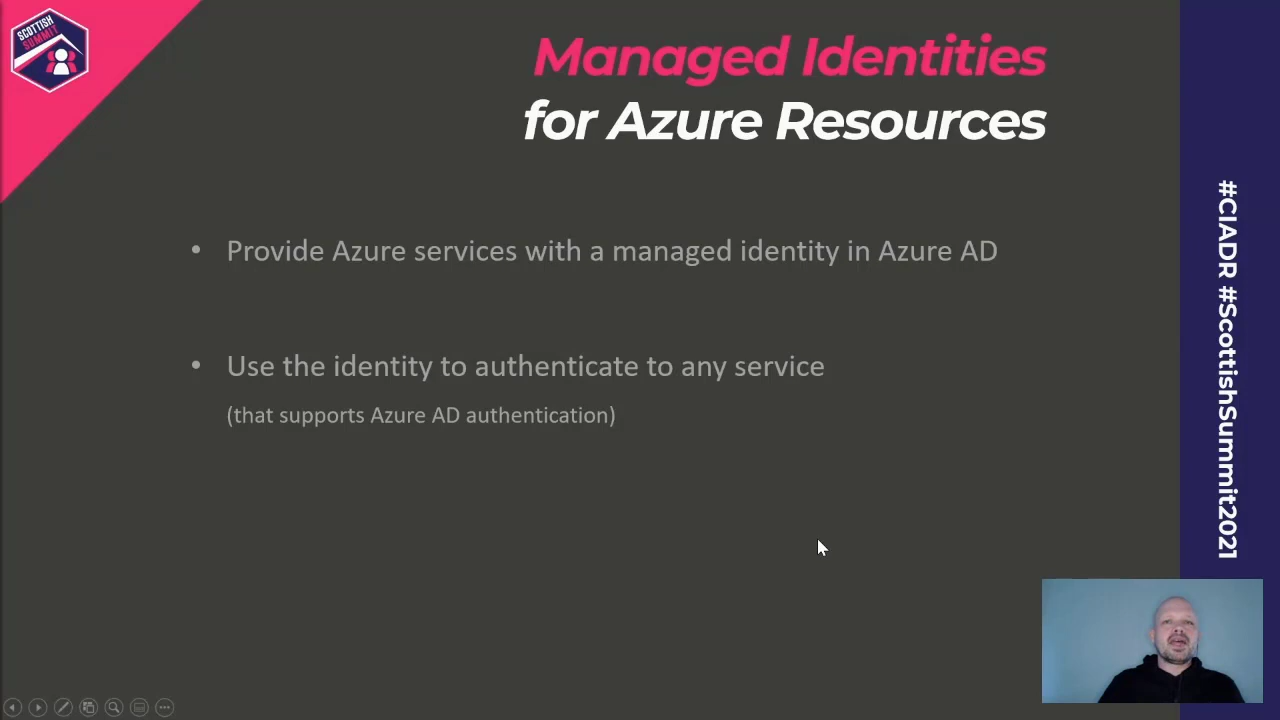 SCOTTISH
SUMMIT
Managed Identities
for Azure Resources
• Provide Azure services with a managed identity in Azure AD
• Use the identity to authenticate to any service
(that supports Azure AD authentication)
#CIADR #ScottishSummit2021